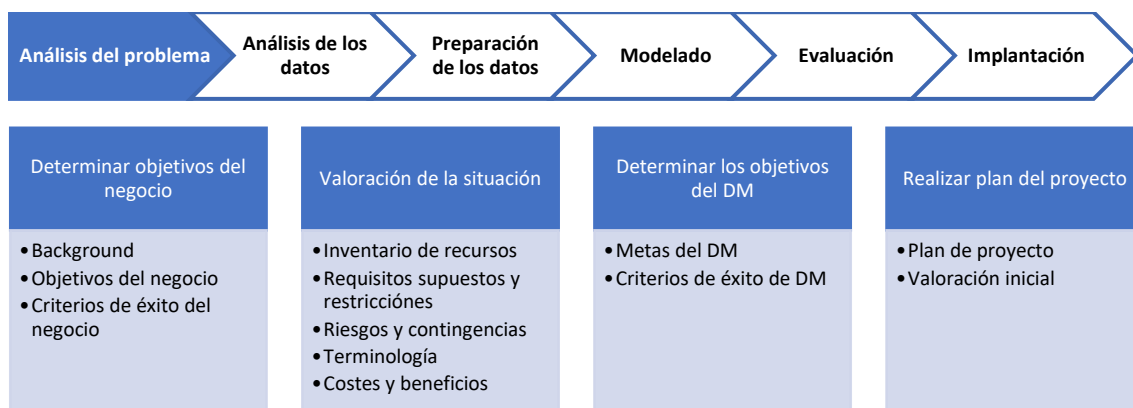 Análisis del problema
Análisis de los
datos
Preparación
de los datos
Modelado
Evaluación
Implantación
Determinar objetivos del
negocio
•Background
•Objetivos del negocio
•Criterios de éxito del
negocio
Valoración de la situación
•Inventario de recursos
•Requisitos supuestos y
restricciónes
•Riesgos y contingencias
•Terminología
•Costes y beneficios
Determinar los objetivos
del DM
•Metas del DM
•Criterios de éxito de DM
Realizar plan del proyecto
•Plan de proyecto
•Valoración inicial